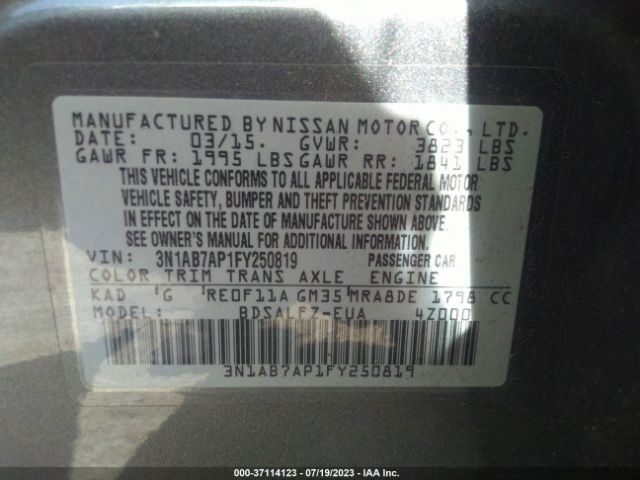 MANUFACTURED BY NISSAN MOTOR CO., LTD.
DATE: 03/15. GVWR: 3823 LBS
GAWR FR: 1995 LBS GAWR RR: 1841 LBS
THIS VEHICLE CONFORMS TO ALL APPLICABLE FEDERAL MOTOR
VEHICLE SAFETY, BUMPER AND THEFT PREVENTION STANDARDS
IN EFFECT ON THE DATE OF MANUFACTURE SHOWN ABOVE.
SEE OWNER'S MANUAL FOR ADDITIONAL INFORMATION.
VIN: 3N1AB7AP1FY250819 PASSENGER CAR
COLOR TRIM TRANS AXLE ENGINE
KAD 'G 'RE0F11A GM35 'MRA8DE 1798 CC
MODEL: BDSALFZ-EUA 4Z000
3N1AB7AP1FY250819
000-37114123 - 07/19/2023 - IAA Inc.